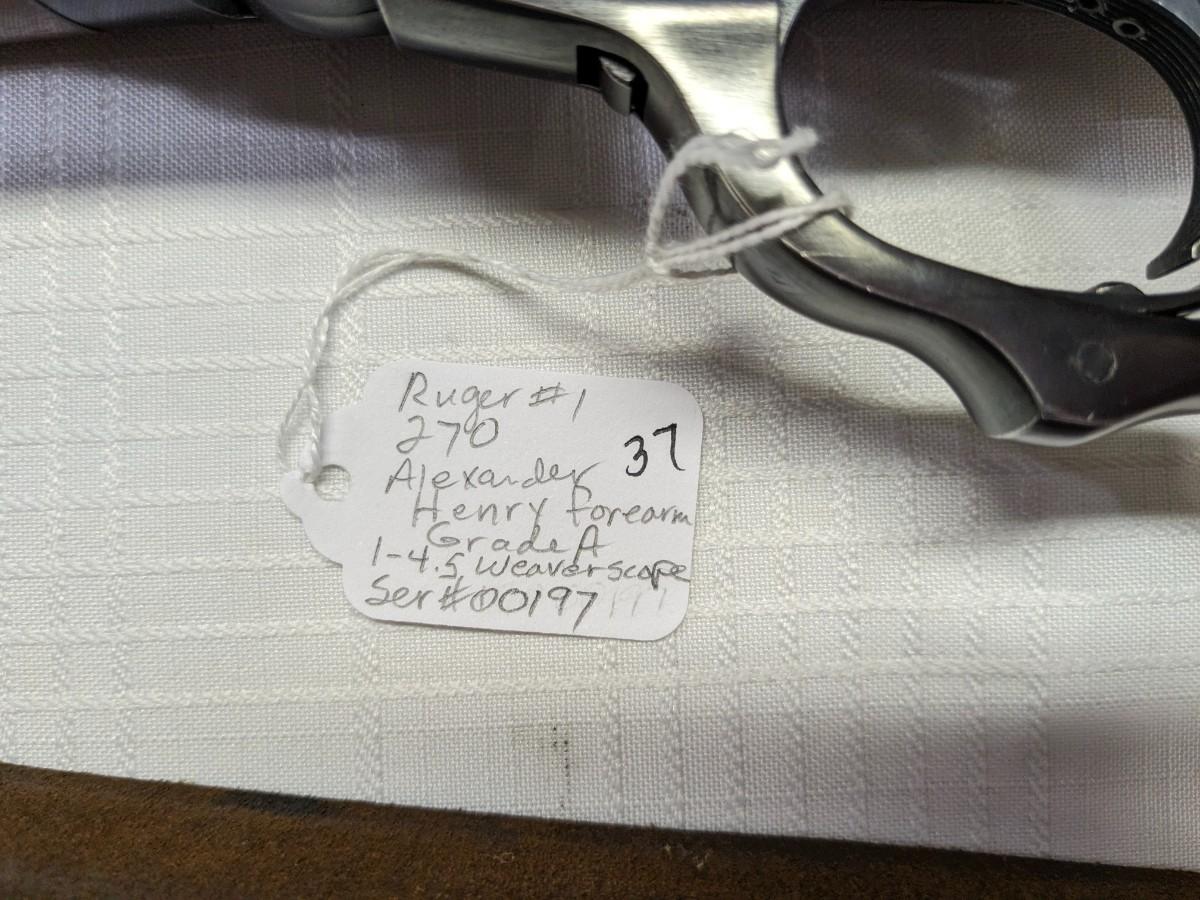 Ruger #1
270
37
Alexander
Henry forearm
Grade A
1-4.5 Weaver scope
Ser #00197